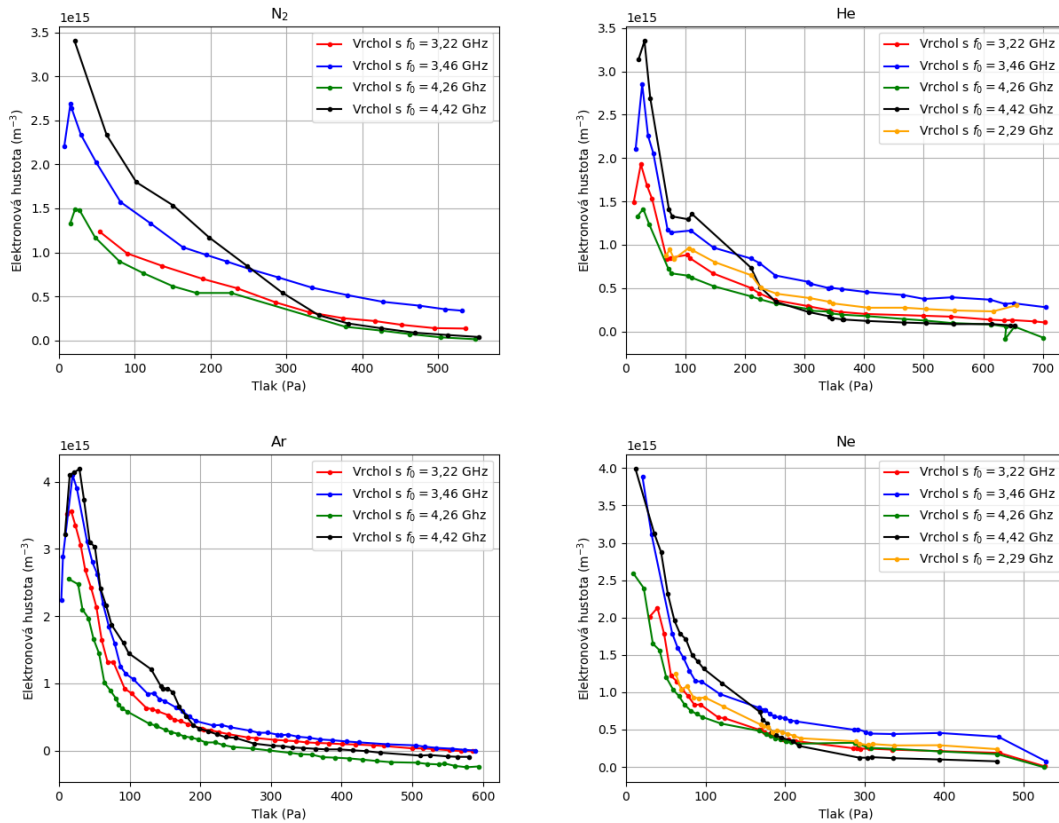 N₂
1e15
Elektronová hustota (m⁻³)
3.5
3.0
2.5
2.0
1.5
1.0
0.5
0.0
0 100 200 300 400 500
Tlak (Pa)
Vrchol s f₀ = 3,22 GHz
Vrchol s f₀ = 3,46 GHz
Vrchol s f₀ = 4,26 GHz
Vrchol s f₀ = 4,42 Ghz
He
1e15
Elektronová hustota (m⁻³)
3.5
3.0
2.5
2.0
1.5
1.0
0.5
0.0
0 100 200 300 400 500 600 700
Tlak (Pa)
Vrchol s f₀ = 3,22 GHz
Vrchol s f₀ = 3,46 GHz
Vrchol s f₀ = 4,26 GHz
Vrchol s f₀ = 4,42 Ghz
Vrchol s f₀ = 2,29 Ghz
Ar
1e15
Elektronová hustota (m⁻³)
4
3
2
1
0
0 100 200 300 400 500 600
Tlak (Pa)
Vrchol s f₀ = 3,22 GHz
Vrchol s f₀ = 3,46 GHz
Vrchol s f₀ = 4,26 GHz
Vrchol s f₀ = 4,42 Ghz
Ne
1e15
Elektronová hustota (m⁻³)
4.0
3.5
3.0
2.5
2.0
1.5
1.0
0.5
0.0
0 100 200 300 400 500
Tlak (Pa)
Vrchol s f₀ = 3,22 GHz
Vrchol s f₀ = 3,46 GHz
Vrchol s f₀ = 4,26 GHz
Vrchol s f₀ = 4,42 Ghz
Vrchol s f₀ = 2,29 Ghz